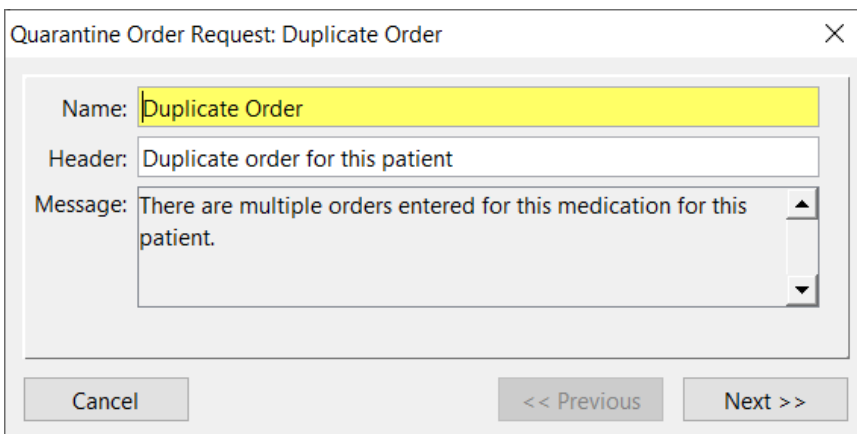 Quarantine Order Request: Duplicate Order
Name: Duplicate Order
Header: Duplicate order for this patient
Message: There are multiple orders entered for this medication for this
patient.
Cancel << Previous Next >>